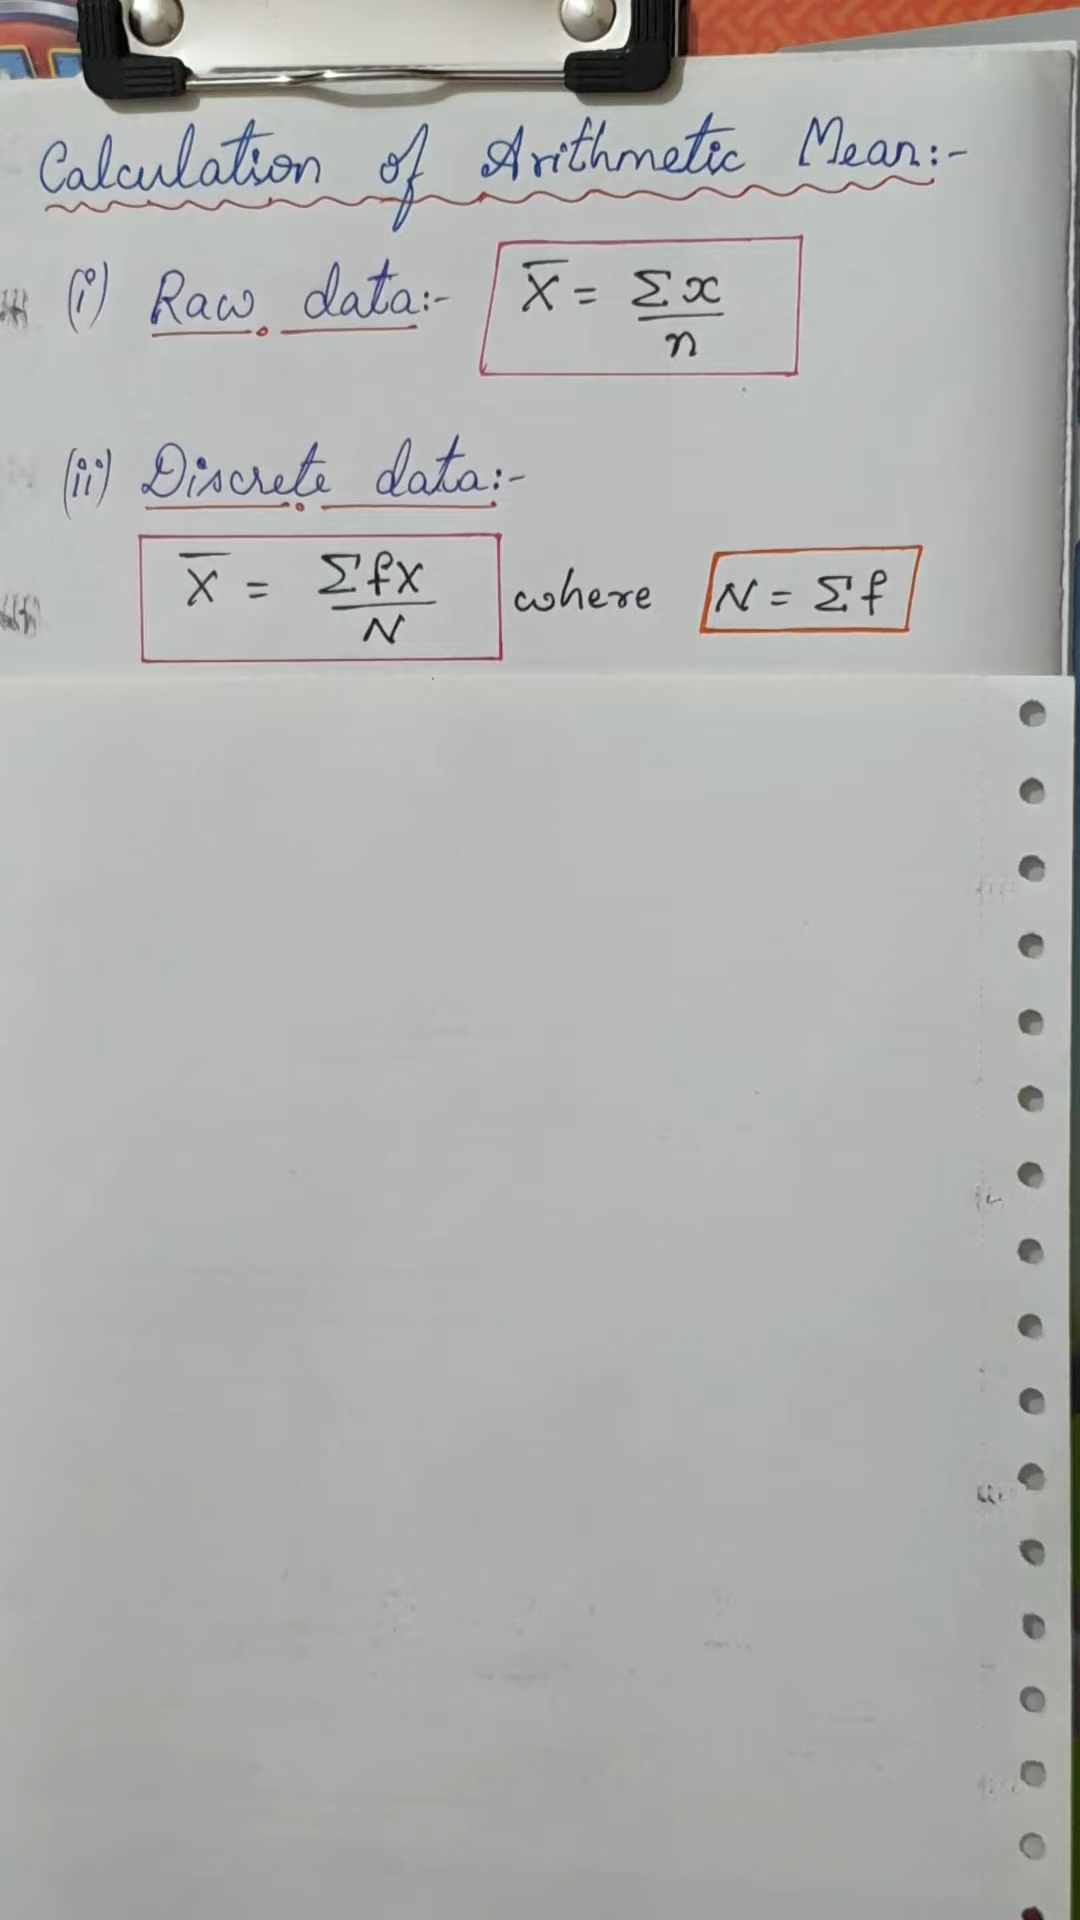 Calculation of Arithmetic Mean:-
(i) Raw data:- X̅ = Σx / n
(ii) Discrete data:-
X̅ = ΣfX / N where N = Σf